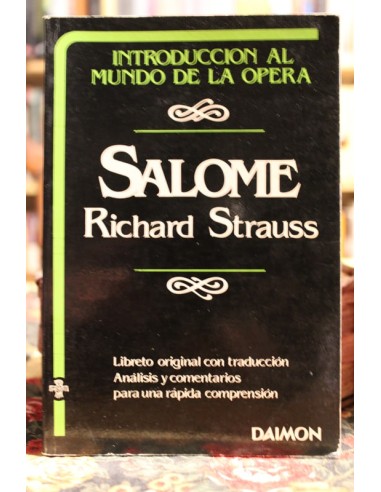 INTRODUCCION AL
MUNDO DE LA OPERA
SALOME
Richard Strauss
Libreto original con traducción
Análisis y comentarios
para una rápida comprensión
DAIMON